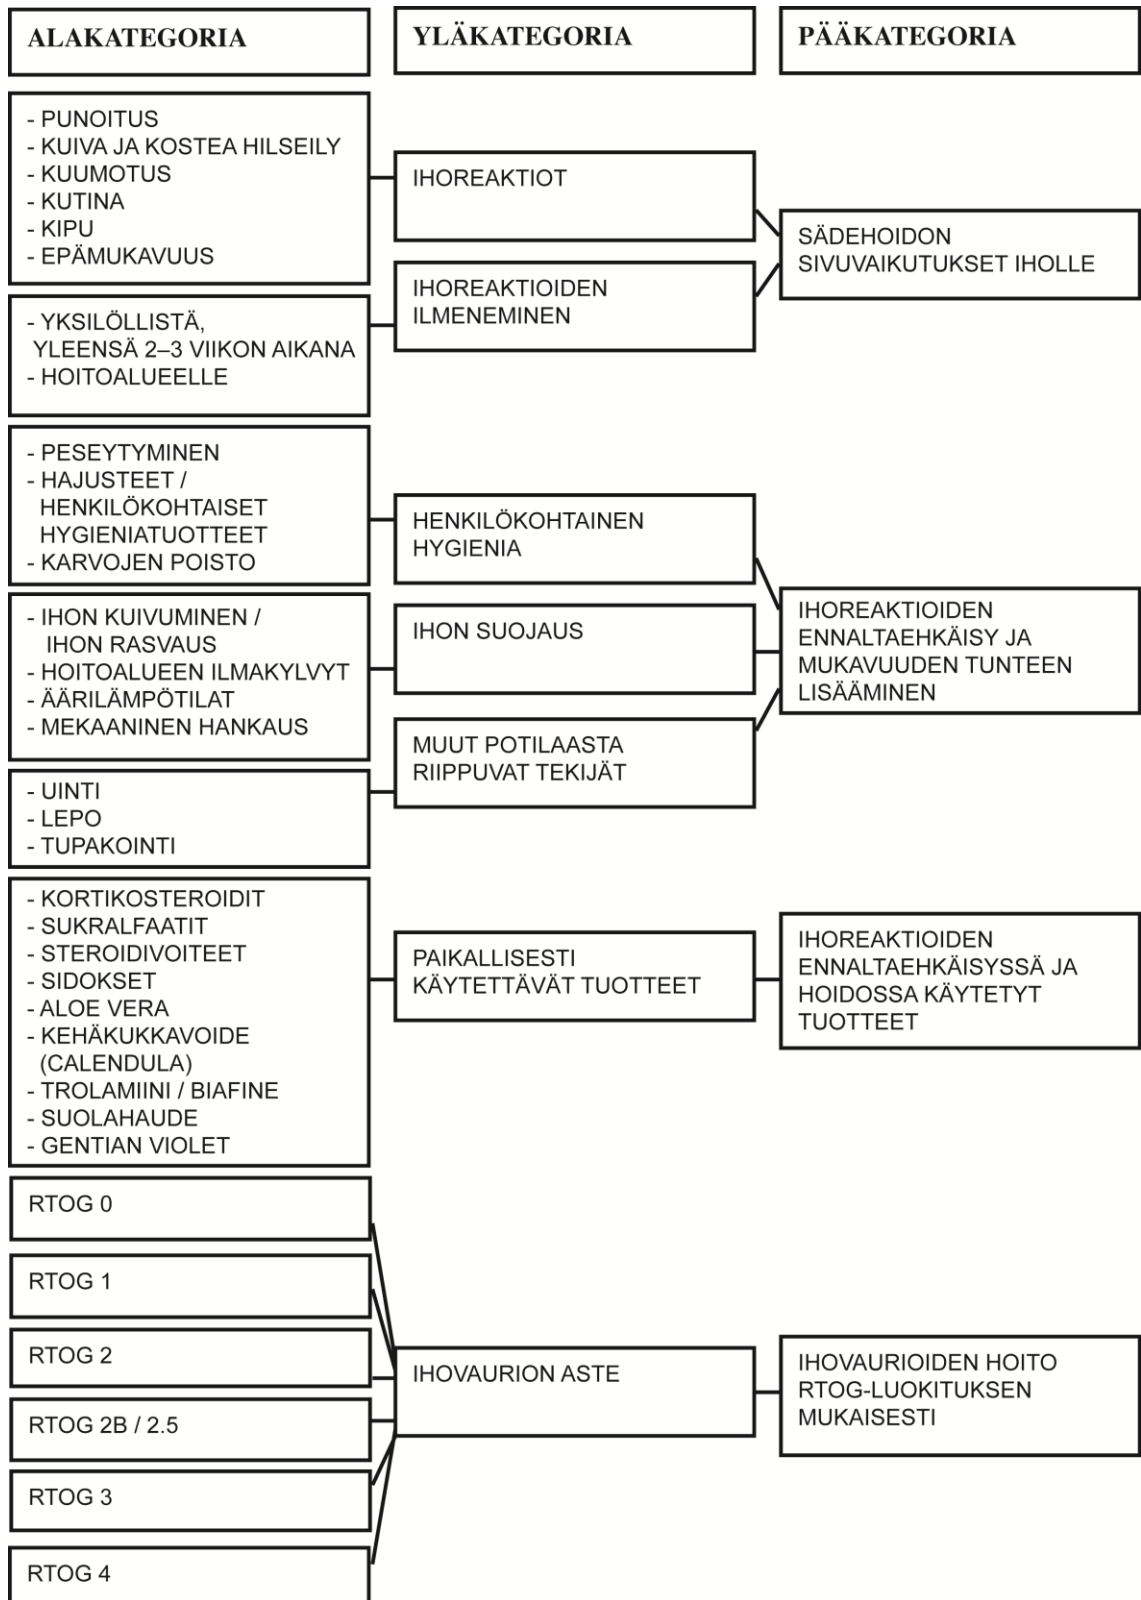 ALAKATEGORIA
YLÄKATEGORIA
PÄÄKATEGORIA
- PUNOITUS
- KUIVA JA KOSTEA HILSEILY
- KUUMOTUS
- KUTINA
- KIPU
- EPÄMUKAVUUS
IHOREAKTIOT
SÄDEHOIDON
SIVUVAIKUTUKSET IHOLLE
- YKSILÖLLISTÄ,
YLEENSÄ 2–3 VIIKON AIKANA
- HOITOALUEELLE
IHOREAKTIOIDEN
ILMENEMINEN
- PESEYTYMINEN
- HAJUSTEET /
HENKILÖKOHTAISET
HYGIENIATUOTTEET
- KARVOJEN POISTO
HENKILÖKOHTAINEN
HYGIENIA
- IHON KUIVUMINEN /
IHON RASVAUS
- HOITOALUEEN ILMAKYLVYT
- ÄÄRILÄMPÖTILAT
- MEKAANINEN HANKAUS
IHON SUOJAUS
IHOREAKTIOIDEN
ENNALTAEHKÄISY JA
MUKAVUUDEN TUNTEEN
LISÄÄMINEN
- UINTI
- LEPO
- TUPAKOINTI
MUUT POTILAASTA
RIIPPUVAT TEKIJÄT
- KORTIKOSTEROIDIT
- SUKRALFAATIT
- STEROIDIVOITEET
- SIDOKSET
- ALOE VERA
- KEHÄKUKKAVOIDE
(CALENDULA)
- TROLAMIINI / BIAFINE
- SUOLAHAUDE
- GENTIAN VIOLET
PAIKALLISESTI
KÄYTETTÄVÄT TUOTTEET
IHOREAKTIOIDEN
ENNALTAEHKÄISYSSÄ JA
HOIDOSSA KÄYTETYT
TUOTTEET
RTOG 0
RTOG 1
RTOG 2
RTOG 2B / 2.5
RTOG 3
RTOG 4
IHOVAURION ASTE
IHOVAURIOIDEN HOITO
RTOG-LUOKITUKSEN
MUKAISESTI